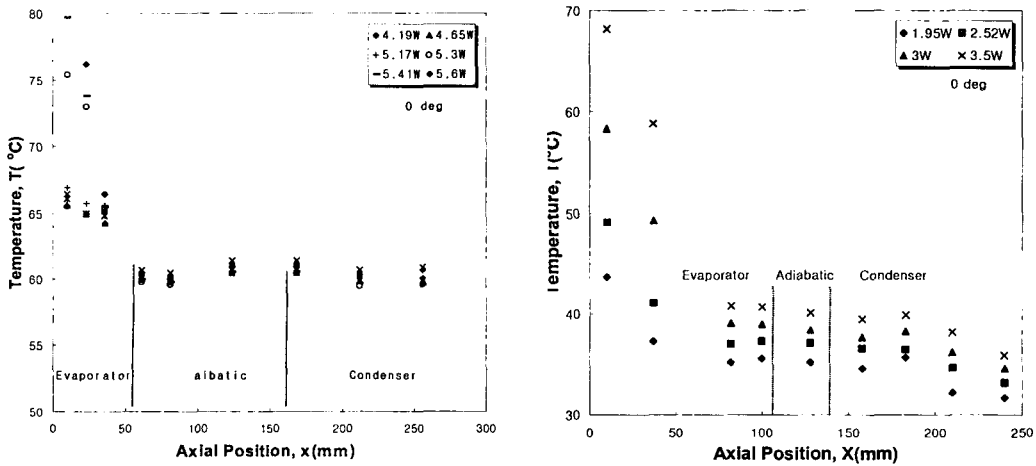 80
75
70
65
60
55
50
Temperature, T( °C)
◆ 4.19W ▲ 4.65W
+ 5.17W ○ 5.3W
− 5.41W ◆ 5.6W
0 deg
Evaporator
aibatic
Condenser
0 50 100 150 200 250 300
Axial Position, x(mm)
70
60
50
40
30
Temperature, T(°C)
◆ 1.95W ■ 2.52W
▲ 3W × 3.5W
0 deg
Evaporator
Adiabatic
Condenser
0 50 100 150 200 250
Axial Position, X(mm)